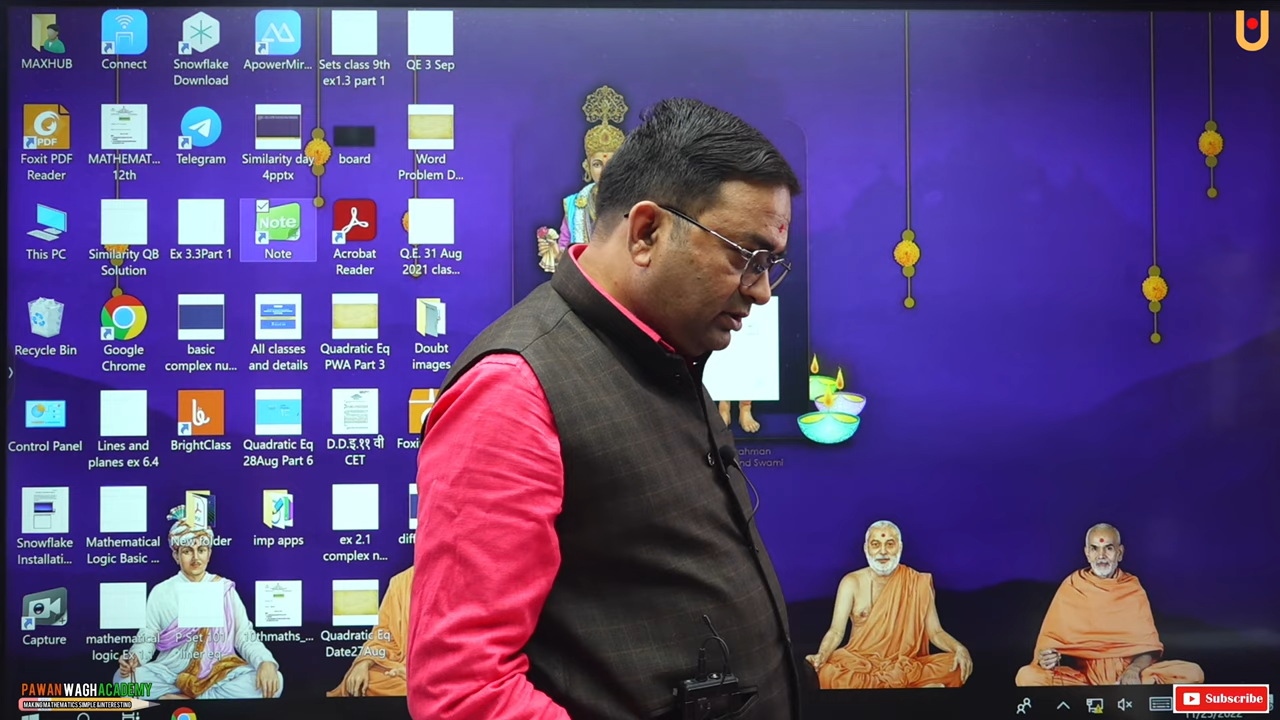 MAXHUB
Connect
Snowflake
Download
ApowerMir...
Sets class 9th
ex1.3 part 1
QE 3 Sep
PDF
Foxit PDF
Reader
MATHEMAT...
12th
Telegram
Similarity day
4pptx
board
Word
Problem D...
This PC
Similarity QB
Solution
Ex 3.3Part 1
Note
Note
Acrobat
Reader
Q.E. 31 Aug
2021 clas...
Recycle Bin
Google
Chrome
basic
complex nu...
All classes
and details
Quadratic Eq
PWA Part 3
Doubt
images
Control Panel
Lines and
planes ex 6.4
BrightClass
Quadratic Eq
28Aug Part 6
D.D.इ.११ वी
CET
Snowflake
Installati...
Mathematical
Logic Basic ...
New folder
imp apps
ex 2.1
complex n...
Capture
mathematical
P Set 101
Quadratic Eq
Date27Aug
PAWAN WAGH ACADEMY
MAKING MATHEMATICS SIMPLE & INTERESTING
Subscribe